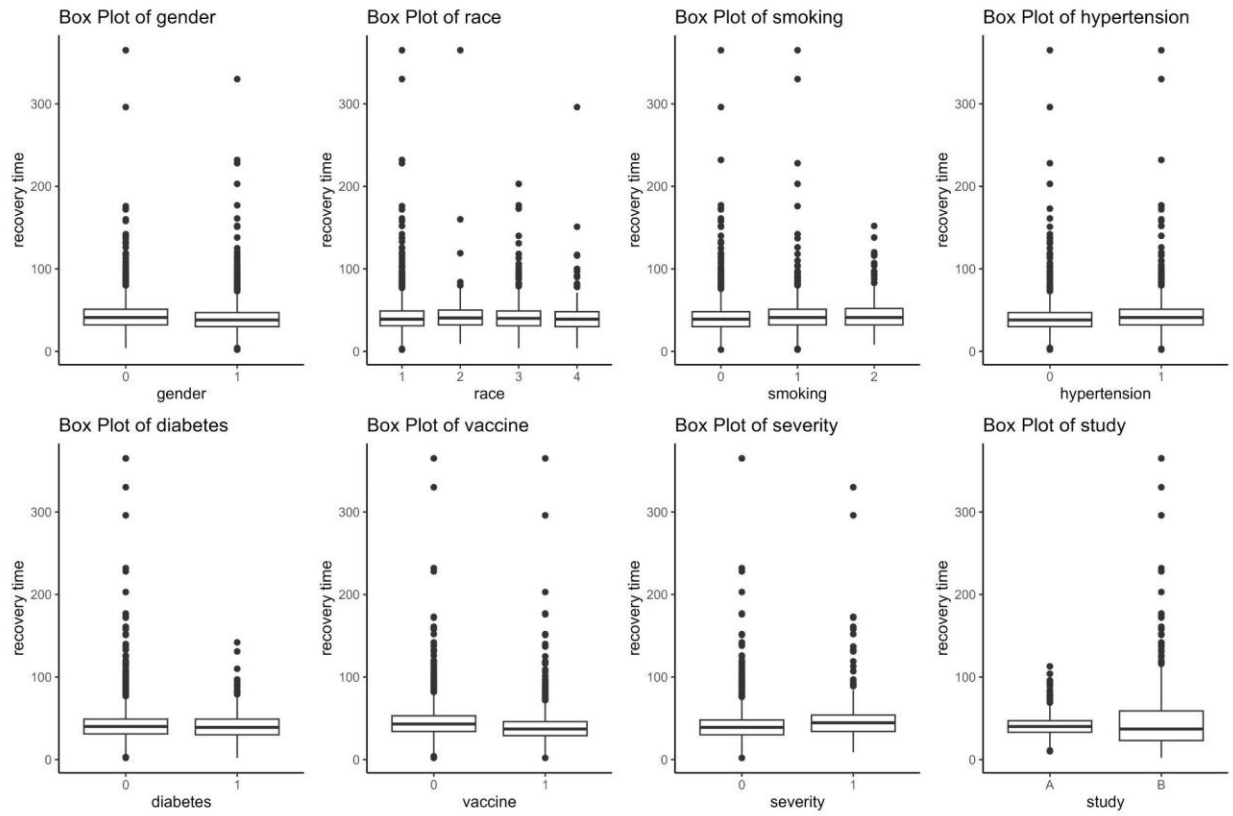 Box Plot of gender
recovery time
300
200
100
0
0 1
gender
Box Plot of race
recovery time
300
200
100
0
1 2 3 4
race
Box Plot of smoking
recovery time
300
200
100
0
0 1 2
smoking
Box Plot of hypertension
recovery time
300
200
100
0
0 1
hypertension
Box Plot of diabetes
recovery time
300
200
100
0
0 1
diabetes
Box Plot of vaccine
recovery time
300
200
100
0
0 1
vaccine
Box Plot of severity
recovery time
300
200
100
0
0 1
severity
Box Plot of study
recovery time
300
200
100
0
A B
study